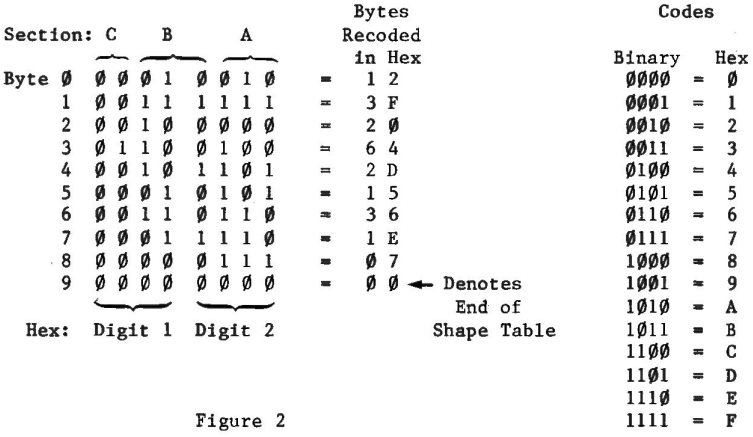 Bytes Codes
Section: C B A Recoded
in Hex Binary Hex
Byte Ø Ø Ø Ø 1 Ø Ø 1 Ø = 1 2 ØØØØ = Ø
1 Ø Ø 1 1 1 1 1 1 = 3 F ØØØ1 = 1
2 Ø Ø 1 Ø Ø Ø Ø Ø = 2 Ø ØØ1Ø = 2
3 Ø 1 1 Ø Ø 1 Ø Ø = 6 4 ØØ11 = 3
4 Ø Ø 1 Ø 1 1 Ø 1 = 2 D Ø1ØØ = 4
5 Ø Ø Ø 1 Ø 1 Ø 1 = 1 5 Ø1Ø1 = 5
6 Ø Ø 1 1 Ø 1 1 Ø = 3 6 Ø11Ø = 6
7 Ø Ø Ø 1 1 1 1 Ø = 1 E Ø111 = 7
8 Ø Ø Ø Ø Ø 1 1 1 = Ø 7 1ØØØ = 8
9 Ø Ø Ø Ø Ø Ø Ø Ø = Ø Ø ← Denotes 1ØØ1 = 9
End of 1Ø1Ø = A
Hex: Digit 1 Digit 2 Shape Table 1Ø11 = B
11ØØ = C
11Ø1 = D
111Ø = E
Figure 2 1111 = F